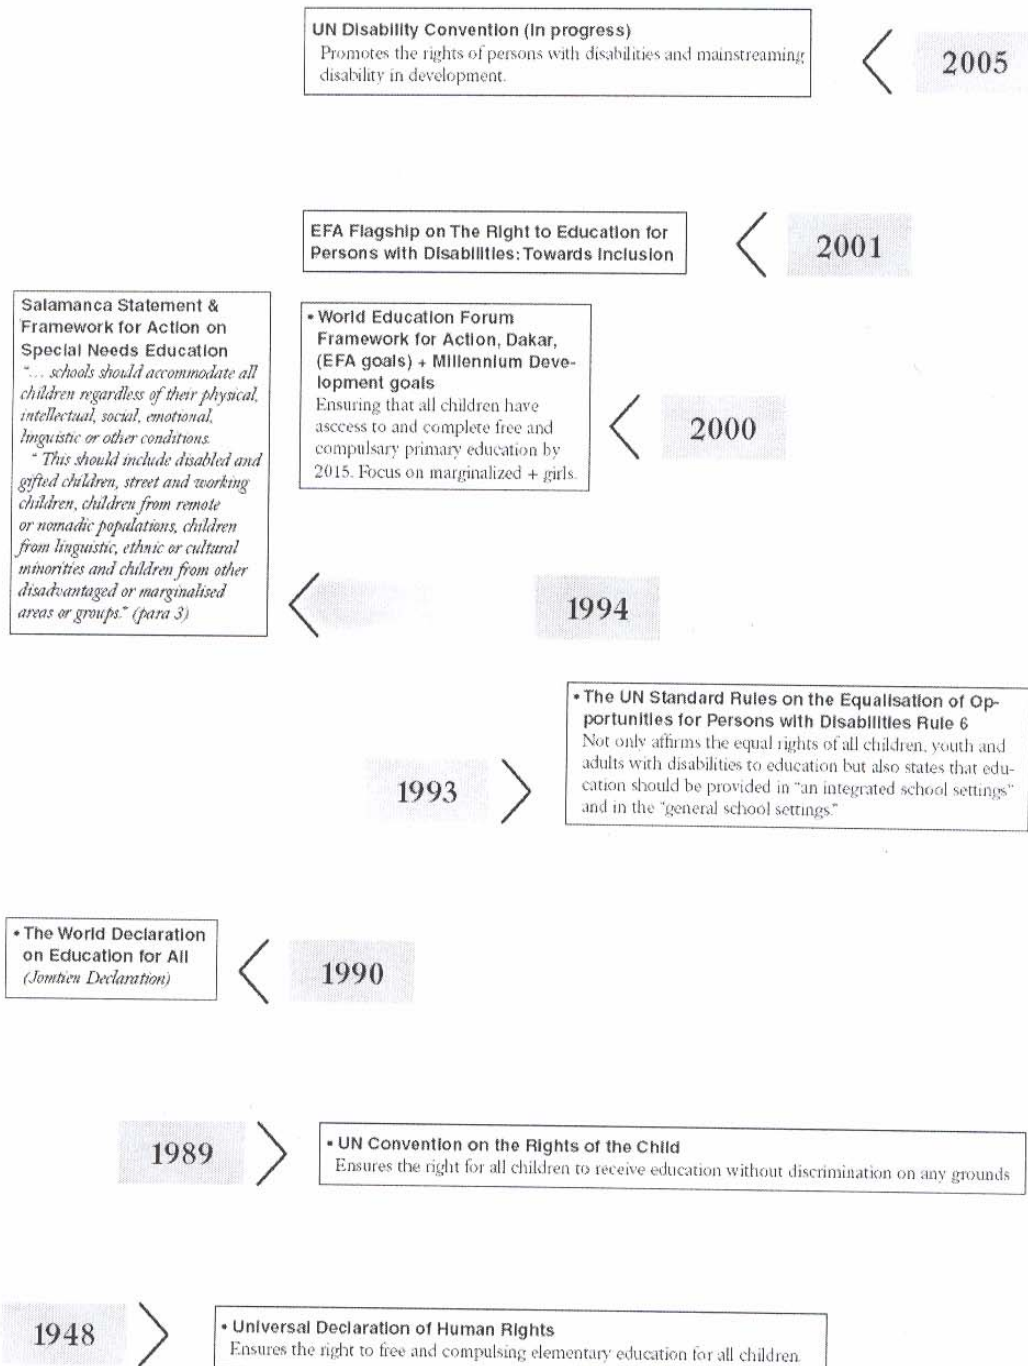 UN Disability Convention (In progress)
Promotes the rights of persons with disabilities and mainstreaming
disability in development.
2005
EFA Flagship on The Right to Education for
Persons with Disabilities: Towards Inclusion
2001
Salamanca Statement &
Framework for Action on
Special Needs Education
"... schools should accommodate all
children regardless of their physical,
intellectual, social, emotional,
linguistic or other conditions.
" This should include disabled and
gifted children, street and working
children, children from remote
or nomadic populations, children
from linguistic, ethnic or cultural
minorities and children from other
disadvantaged or marginalised
areas or groups." (para 3)
• World Education Forum
Framework for Action, Dakar,
(EFA goals) + Millennium Deve-
lopment goals
Ensuring that all children have
asccess to and complete free and
compulsary primary education by
2015. Focus on marginalized + girls.
2000
1994
• The UN Standard Rules on the Equalisation of Op-
portunities for Persons with Disabilities Rule 6
Not only affirms the equal rights of all children, youth and
adults with disabilities to education but also states that edu-
cation should be provided in "an integrated school settings"
and in the "general school settings."
1993
• The World Declaration
on Education for All
(Jomtien Declaration)
1990
1989
• UN Convention on the Rights of the Child
Ensures the right for all children to receive education without discrimination on any grounds
1948
• Universal Declaration of Human Rights
Ensures the right to free and compulsing elementary education for all children.